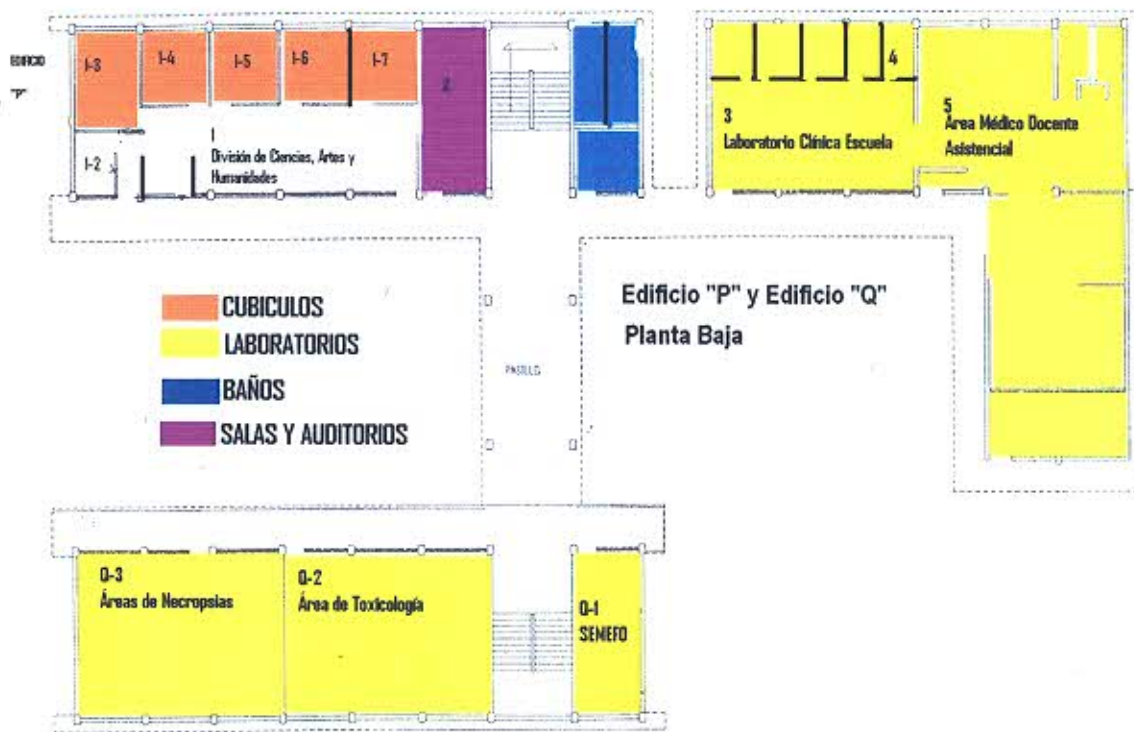 EDIFICIO
"P"
I-3
I-4
I-5
I-6
I-7
2
I-2
1
División de Ciencies, Artes y
Humanidades
3
Laboratorio Clínica Escuela
4
5
Área Médico Docente
Asistencial
CUBICULOS
LABORATORIOS
BAÑOS
SALAS Y AUDITORIOS
Edificio "P" y Edificio "Q"
Planta Baja
PASILLO
Q-3
Áreas de Necropsias
Q-2
Área de Toxicología
Q-1
SEMEFO